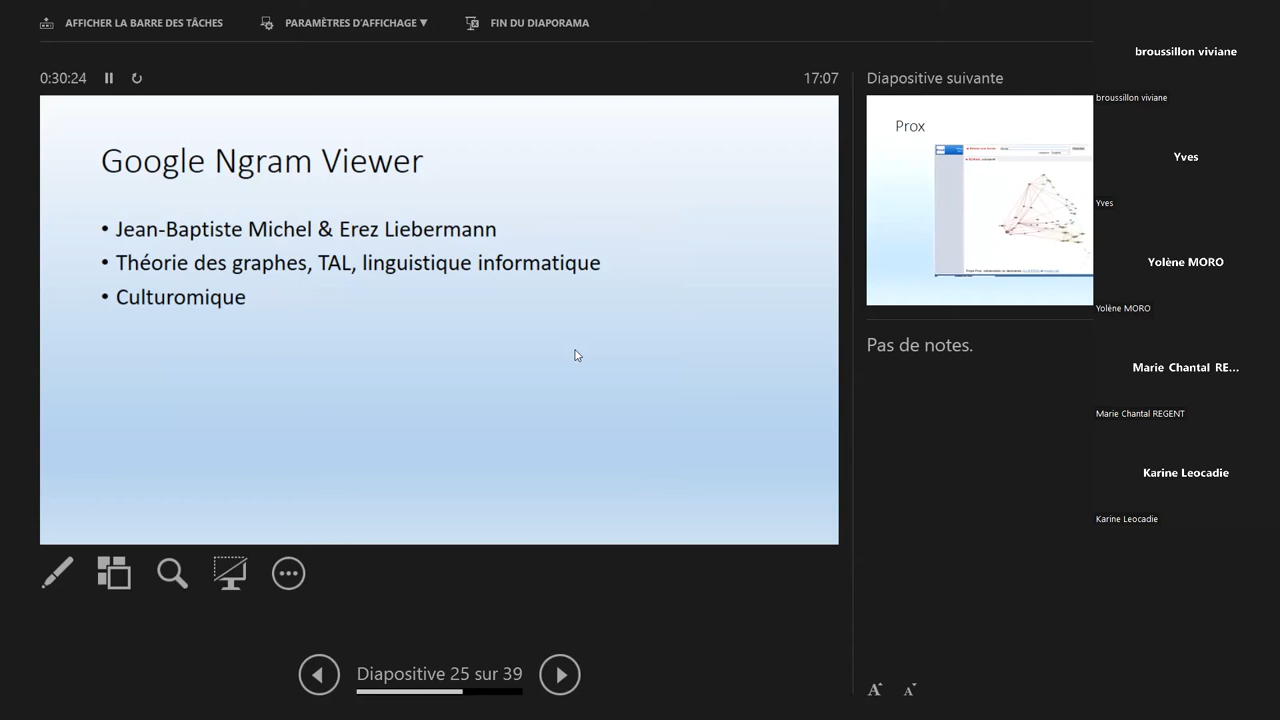 AFFICHER LA BARRE DES TÂCHES
PARAMÈTRES D'AFFICHAGE ▼
FIN DU DIAPORAMA
0:30:24
17:07
Google Ngram Viewer
• Jean-Baptiste Michel & Erez Liebermann
• Théorie des graphes, TAL, linguistique informatique
• Culturomique
Diapositive 25 sur 39
Diapositive suivante
Prox
Pas de notes.
A A
broussillon viviane
broussillon viviane
Yves
Yves
Yolène MORO
Yolène MORO
Marie Chantal RE...
Marie Chantal REGENT
Karine Leocadie
Karine Leocadie